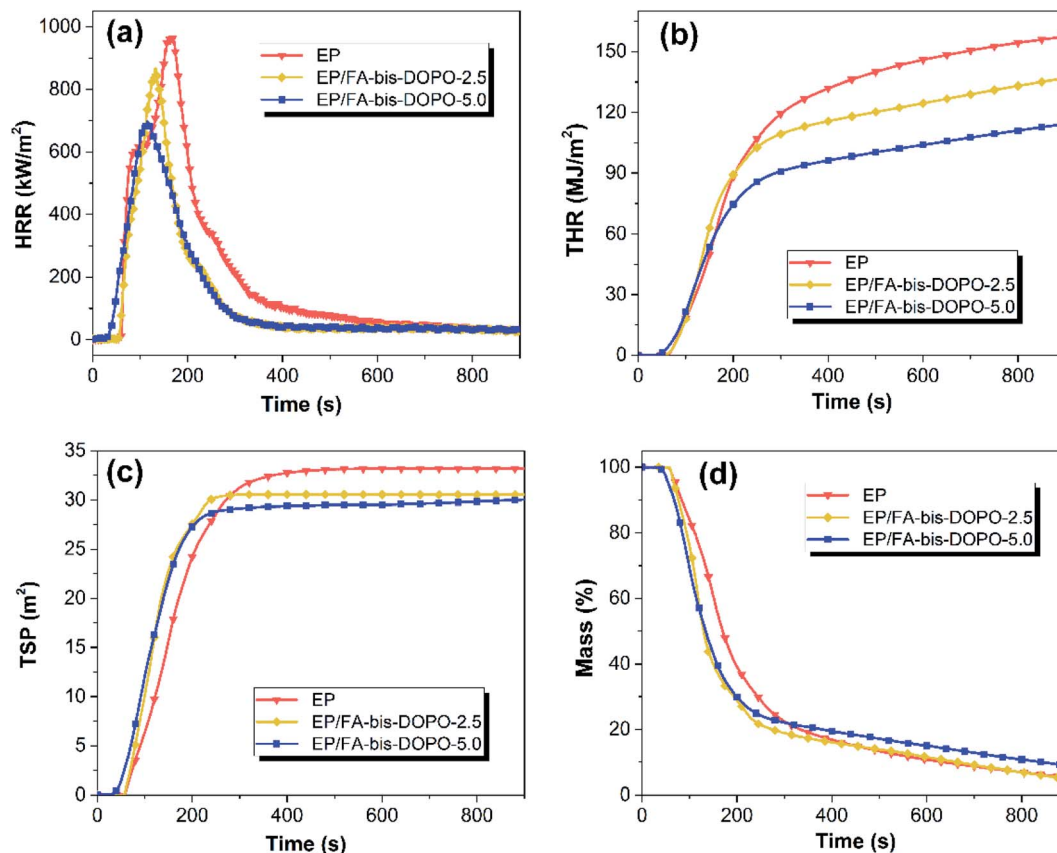 (a)
1000
800
600
400
200
0
HRR (kW/m²)
EP
EP/FA-bis-DOPO-2.5
EP/FA-bis-DOPO-5.0
0 200 400 600 800
Time (s)
(b)
150
120
90
60
30
0
THR (MJ/m²)
EP
EP/FA-bis-DOPO-2.5
EP/FA-bis-DOPO-5.0
0 200 400 600 800
Time (s)
(c)
35
30
25
20
15
10
5
0
TSP (m²)
EP
EP/FA-bis-DOPO-2.5
EP/FA-bis-DOPO-5.0
0 200 400 600 800
Time (s)
(d)
100
80
60
40
20
0
Mass (%)
EP
EP/FA-bis-DOPO-2.5
EP/FA-bis-DOPO-5.0
0 200 400 600 800
Time (s)